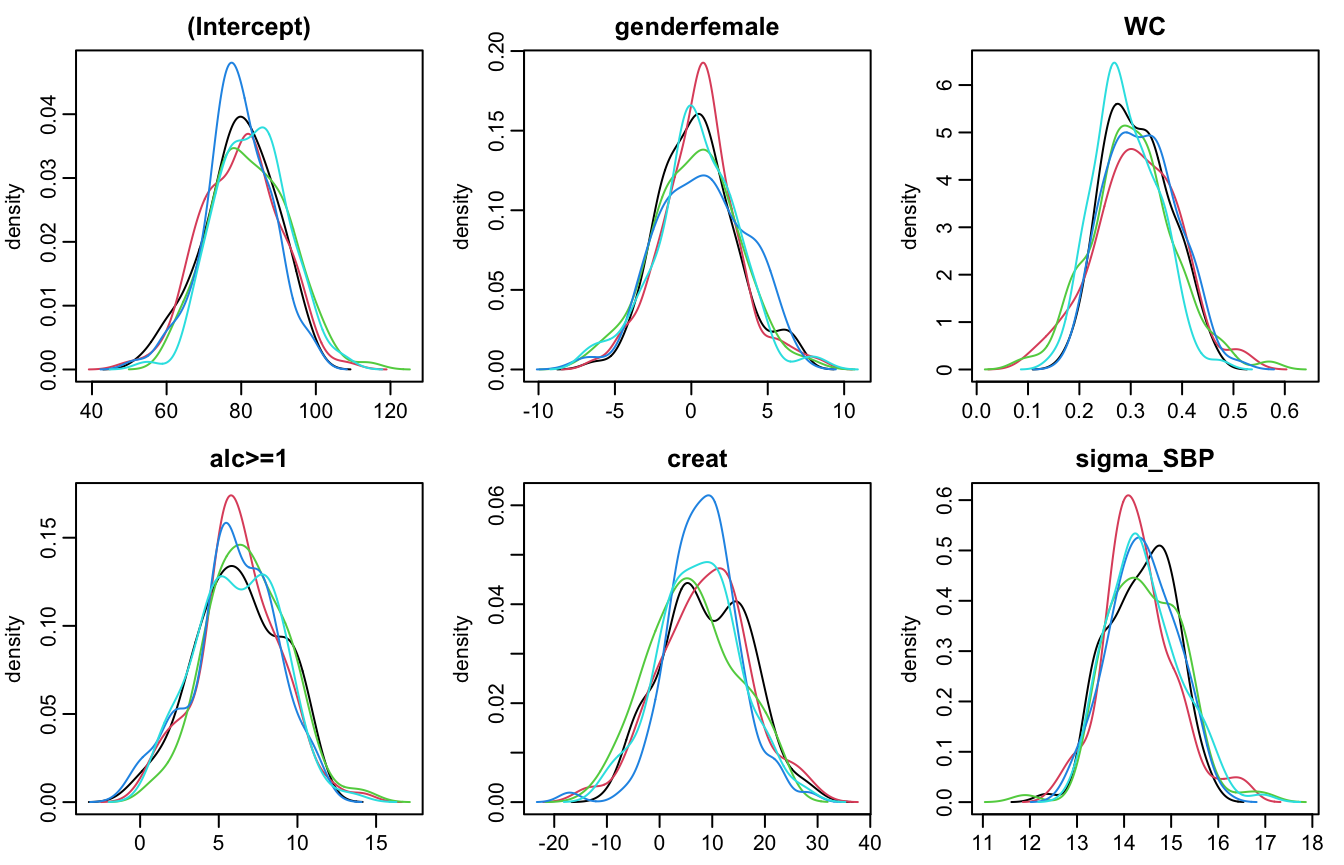 (Intercept)
genderfemale
WC
density
0.00 0.01 0.02 0.03 0.04
40 60 80 100 120
density
0.00 0.05 0.10 0.15 0.20
-10 -5 0 5 10
density
0 1 2 3 4 5 6
0.0 0.1 0.2 0.3 0.4 0.5 0.6
alc>=1
creat
sigma_SBP
density
0.00 0.05 0.10 0.15
0 5 10 15
density
0.00 0.02 0.04 0.06
-20 -10 0 10 20 30 40
density
0.0 0.1 0.2 0.3 0.4 0.5 0.6
11 12 13 14 15 16 17 18